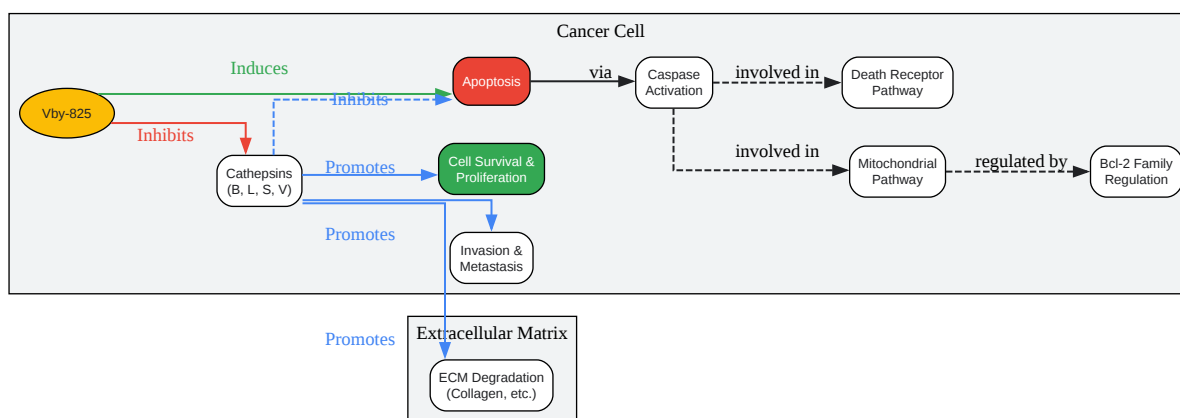 Cancer Cell
Induces
Apoptosis
via
Caspase
Activation
involved in
Death Receptor
Pathway
Vby-825
Inhibits
Inhibits
Cathepsins
(B, L, S, V)
Promotes
Cell Survival &
Proliferation
involved in
Mitochondrial
Pathway
regulated by
Bcl-2 Family
Regulation
Promotes
Invasion &
Metastasis
Promotes
Extracellular Matrix
ECM Degradation
(Collagen, etc.)